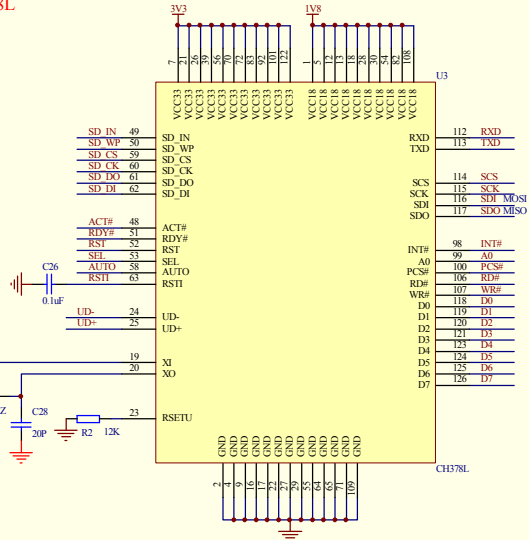 8L
3V3 1V8
7 21 26 39 56 70 72 83 92 101 122 1 5 12 13 18 28 30 54 82 108
U3
VCC33 VCC33 VCC33 VCC33 VCC33 VCC33 VCC33 VCC33 VCC33 VCC33 VCC33 VCC18 VCC18 VCC18 VCC18 VCC18 VCC18 VCC18 VCC18 VCC18 VCC18
SD_IN 49 SD_IN RXD 112 RXD
SD_WP 50 SD_WP TXD 113 TXD
SD_CS 59 SD_CS
SD_CK 60 SD_CK
SD_DO 61 SD_DO SCS 114 SCS
SD_DI 62 SD_DI SCK 115 SCK
SDI 116 SDI MOSI
SDO 117 SDO MISO
ACT# 48 ACT#
RDY# 51 RDY#
RST 52 RST INT# 98 INT#
SEL 53 SEL A0 99 A0
AUTO 58 AUTO PCS# 100 PCS#
C26 RSTI 63 RSTI RD# 106 RD#
0.1uF WR# 107 WR#
D0 118 D0
UD- 24 UD- D1 119 D1
UD+ 25 UD+ D2 120 D2
D3 121 D3
D4 123 D4
19 XI D5 124 D5
20 XO D6 125 D6
D7 126 D7
Z C28 23 RSETU
20P R2 12K
GND GND GND GND GND GND GND GND GND GND GND GND GND
CH378L
2 4 9 16 17 22 27 29 55 64 65 71 109